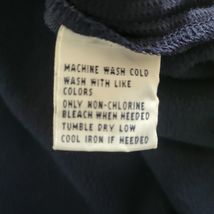 MACHINE WASH COLD
WASH WITH LIKE
COLORS
ONLY NON-CHLORINE
BLEACH WHEN NEEDED
TUMBLE DRY LOW
COOL IRON IF NEEDED